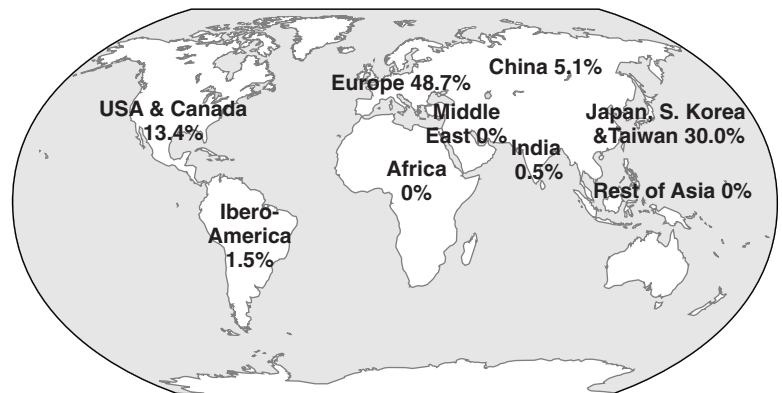 China 5.1%
Europe 48.7%
USA & Canada
13.4%
Middle
East 0%
Japan, S. Korea
&Taiwan 30.0%
India
0.5%
Africa
0%
Rest of Asia 0%
Ibero-
America
1.5%